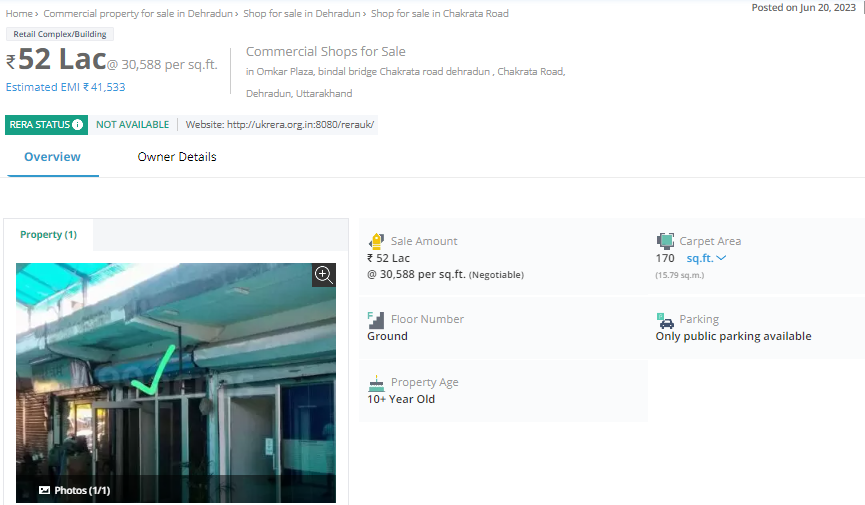 Home › Commercial property for sale in Dehradun › Shop for sale in Dehradun › Shop for sale in Chakrata Road
Posted on Jun 20, 2023
Retail Complex/Building
₹52 Lac @ 30,588 per sq.ft.
Estimated EMI ₹ 41,533
Commercial Shops for Sale
in Omkar Plaza, bindal bridge Chakrata road dehradun , Chakrata Road,
Dehradun, Uttarakhand
RERA STATUS NOT AVAILABLE Website: http://ukrera.org.in:8080/rerauk/
Overview Owner Details
Property (1)
Photos (1/1)
Sale Amount
₹ 52 Lac
@ 30,588 per sq.ft. (Negotiable)
Carpet Area
170 sq.ft.
(15.79 sq.m.)
Floor Number
Ground
Parking
Only public parking available
Property Age
10+ Year Old